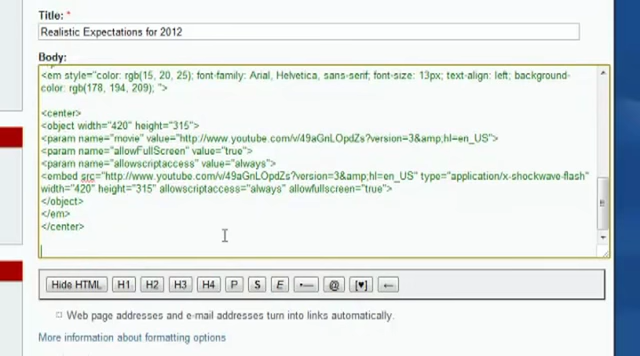 Title: *
Realistic Expectations for 2012
Body:
<em style="color: rgb(15, 20, 25); font-family: Arial, Helvetica, sans-serif; font-size: 13px; text-align: left; background-
color: rgb(178, 194, 209); ">
<center>
<object width="420" height="315">
<param name="movie" value="http://www.youtube.com/v/49aGnLOpdZs?version=3&amp;hl=en_US">
<param name="allowFullScreen" value="true">
<param name="allowscriptaccess" value="always">
<embed src="http://www.youtube.com/v/49aGnLOpdZs?version=3&amp;hl=en_US" type="application/x-shockwave-flash"
width="420" height="315" allowscriptaccess="always" allowfullscreen="true">
</object>
</em>
</center>
Hide HTML H1 H2 H3 H4 P S E •— @ [♥] ←
Web page addresses and e-mail addresses turn into links automatically.
More information about formatting options